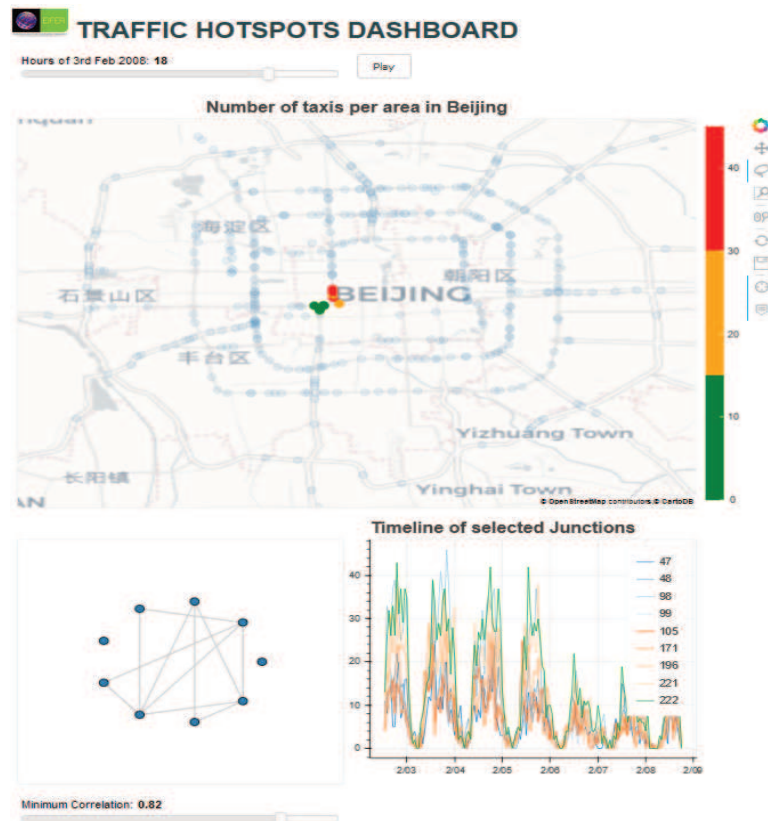 TRAFFIC HOTSPOTS DASHBOARD
Hours of 3rd Feb 2008: 18
Play
Number of taxis per area in Beijing
海淀区
朝阳区
石景山区
BEIJING
丰台区
Yizhuang Town
长阳镇
Yinghai Town
© OpenStreetMap contributors,© CartoDB
40
30
20
10
0
Timeline of selected Junctions
40
30
20
10
0
47
48
98
99
105
171
196
221
222
2/03
2/04
2/05
2/06
2/07
2/08
2/09
Minimum Correlation: 0.82